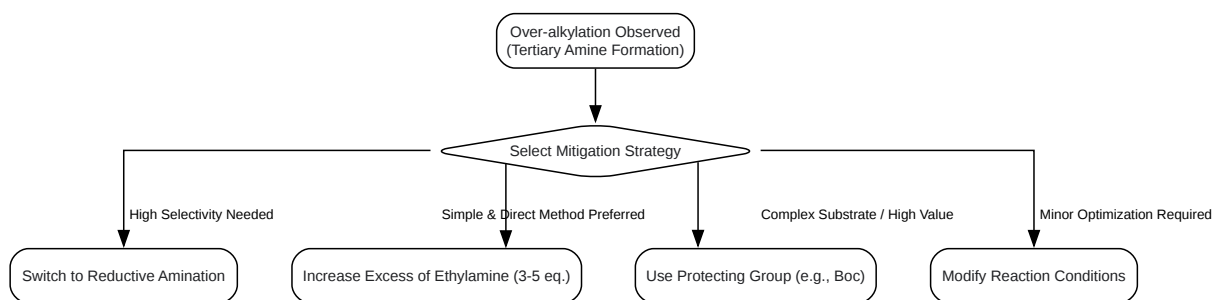 Over-alkylation Observed
(Tertiary Amine Formation)
Select Mitigation Strategy
High Selectivity Needed
Simple & Direct Method Preferred
Complex Substrate / High Value
Minor Optimization Required
Switch to Reductive Amination
Increase Excess of Ethylamine (3-5 eq.)
Use Protecting Group (e.g., Boc)
Modify Reaction Conditions